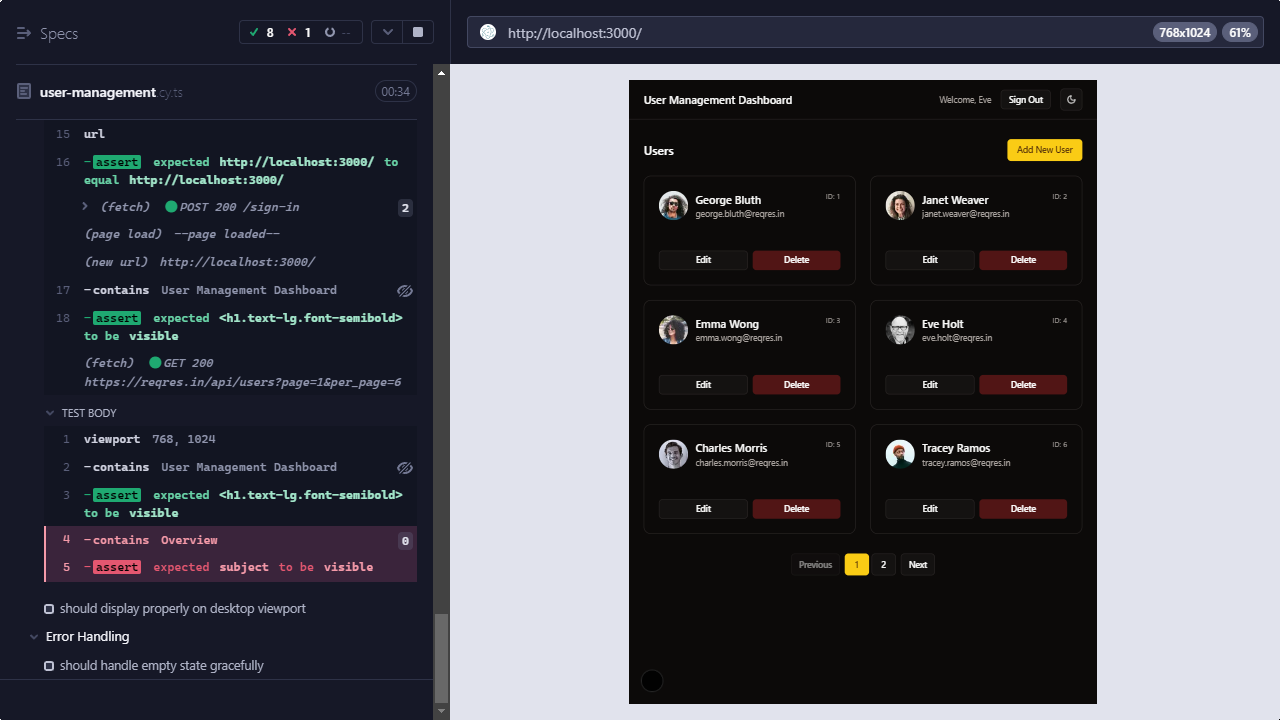 Specs
8
1
--
http://localhost:3000/
768x1024
61%
user-management.cy.ts
00:34
15 url
16 -assert expected http://localhost:3000/ to
equal http://localhost:3000/
(fetch) POST 200 /sign-in
2
(page load) --page loaded--
(new url) http://localhost:3000/
17 -contains User Management Dashboard
18 -assert expected <h1.text-lg.font-semibold>
to be visible
(fetch) GET 200
https://reqres.in/api/users?page=1&per_page=6
TEST BODY
1 viewport 768, 1024
2 -contains User Management Dashboard
3 -assert expected <h1.text-lg.font-semibold>
to be visible
4 -contains Overview
0
5 -assert expected subject to be visible
should display properly on desktop viewport
Error Handling
should handle empty state gracefully
User Management Dashboard
Welcome, Eve
Sign Out
Users
Add New User
George Bluth
ID: 1
george.bluth@reqres.in
Edit
Delete
Janet Weaver
ID: 2
janet.weaver@reqres.in
Edit
Delete
Emma Wong
ID: 3
emma.wong@reqres.in
Edit
Delete
Eve Holt
ID: 4
eve.holt@reqres.in
Edit
Delete
Charles Morris
ID: 5
charles.morris@reqres.in
Edit
Delete
Tracey Ramos
ID: 6
tracey.ramos@reqres.in
Edit
Delete
Previous
1
2
Next